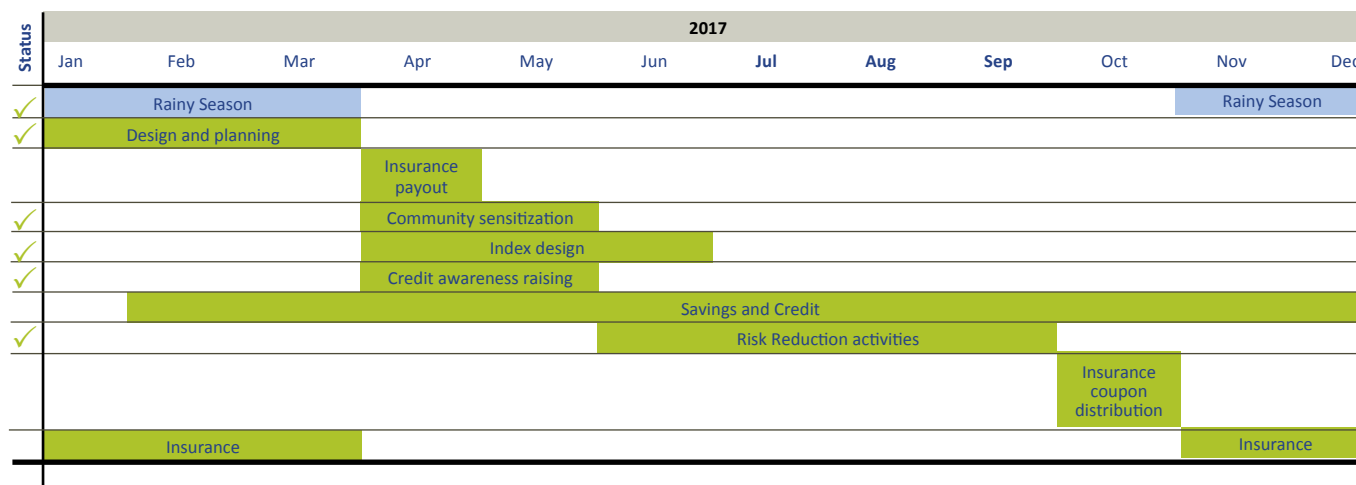 Status
2017
Jan Feb Mar Apr May Jun Jul Aug Sep Oct Nov Dec
Rainy Season Rainy Season
Design and planning
Insurance
payout
Community sensitization
Index design
Credit awareness raising
Savings and Credit
Risk Reduction activities
Insurance
coupon
distribution
Insurance Insurance